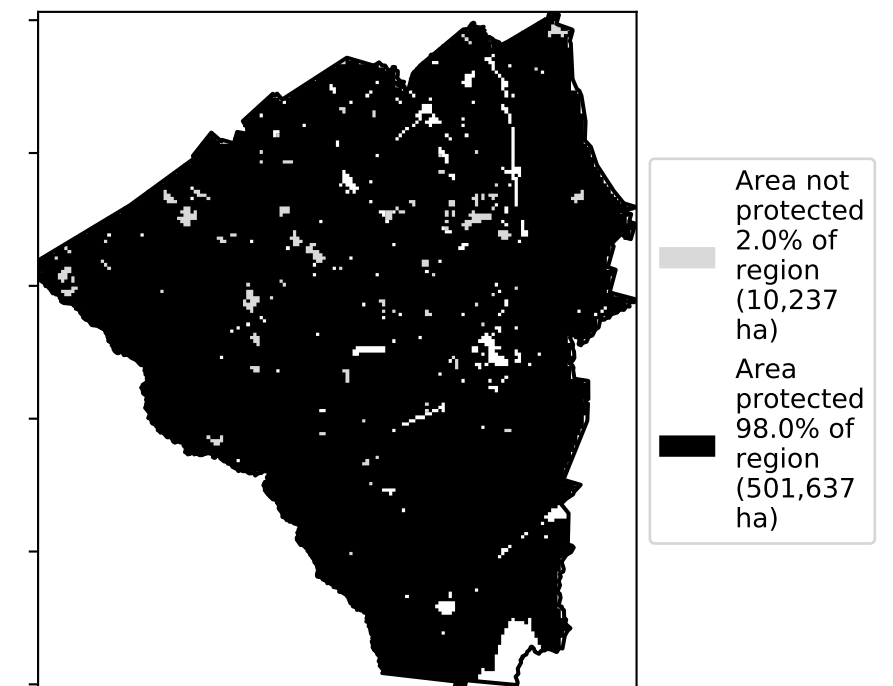 Area not
protected
2.0% of
region
(10,237
ha)
Area
protected
98.0% of
region
(501,637
ha)